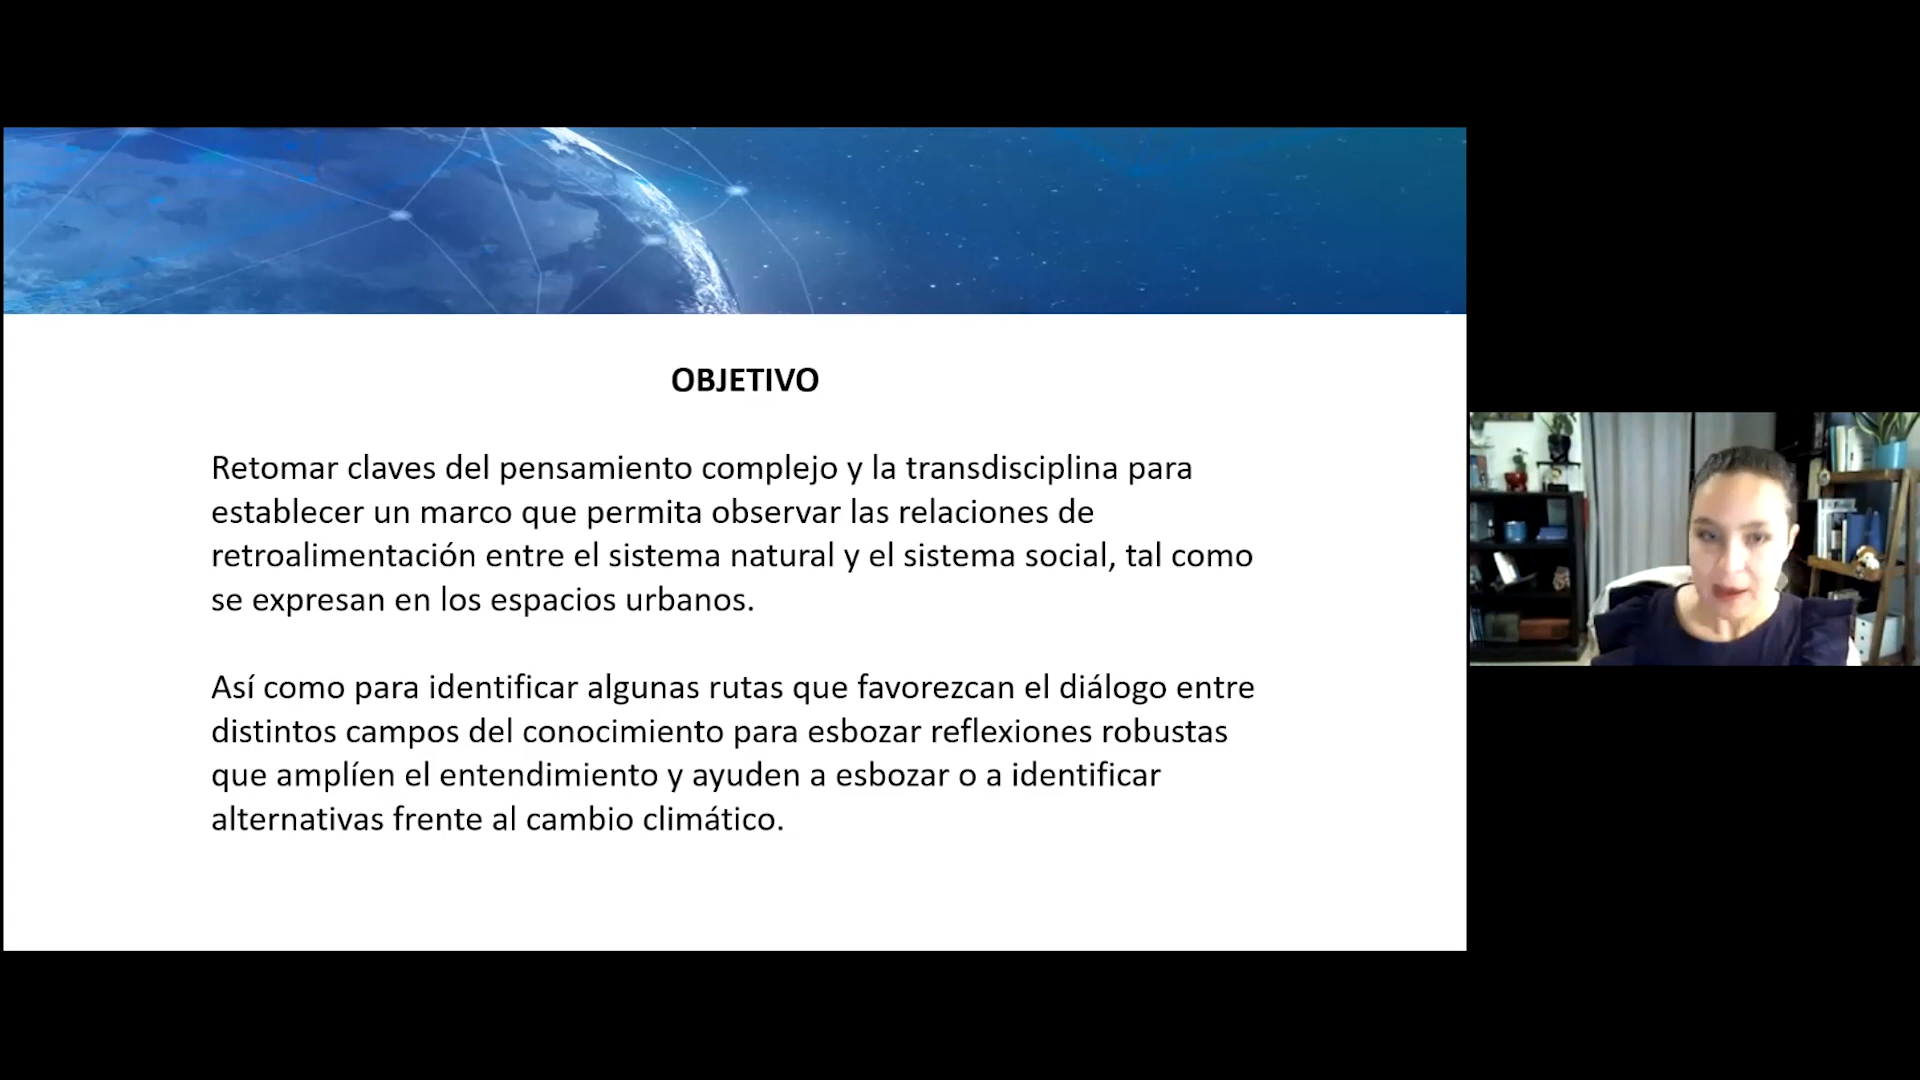 OBJETIVO
Retomar claves del pensamiento complejo y la transdisciplina para
establecer un marco que permita observar las relaciones de
retroalimentación entre el sistema natural y el sistema social, tal como
se expresan en los espacios urbanos.
Así como para identificar algunas rutas que favorezcan el diálogo entre
distintos campos del conocimiento para esbozar reflexiones robustas
que amplíen el entendimiento y ayuden a esbozar o a identificar
alternativas frente al cambio climático.